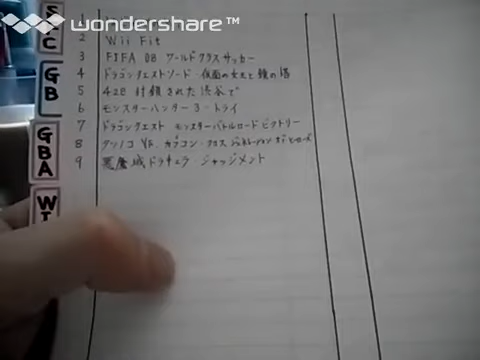 wondershare™
SFC
2 Wii Fit
3 FIFA 08 ワールドクラスサッカー
4 ドラゴンクエストソード 仮面の女王と鏡の塔
5 428 封鎖された渋谷で
6 モンスターハンター3・トライ
7 ドラゴンクエスト モンスターバトルロードビクトリー
8 タツノコ VS. カプコン クロス ジェネレーション オブ ヒーローズ
9 悪魔城ドラキュラ ジャッジメント
GB
GBA